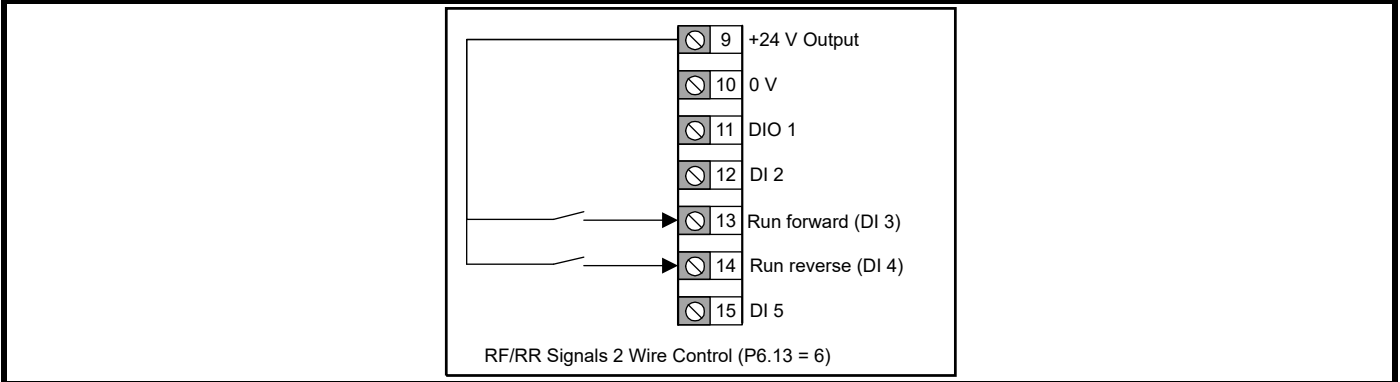 9 +24 V Output
10 0 V
11 DIO 1
12 DI 2
13 Run forward (DI 3)
14 Run reverse (DI 4)
15 DI 5
RF/RR Signals 2 Wire Control (P6.13 = 6)